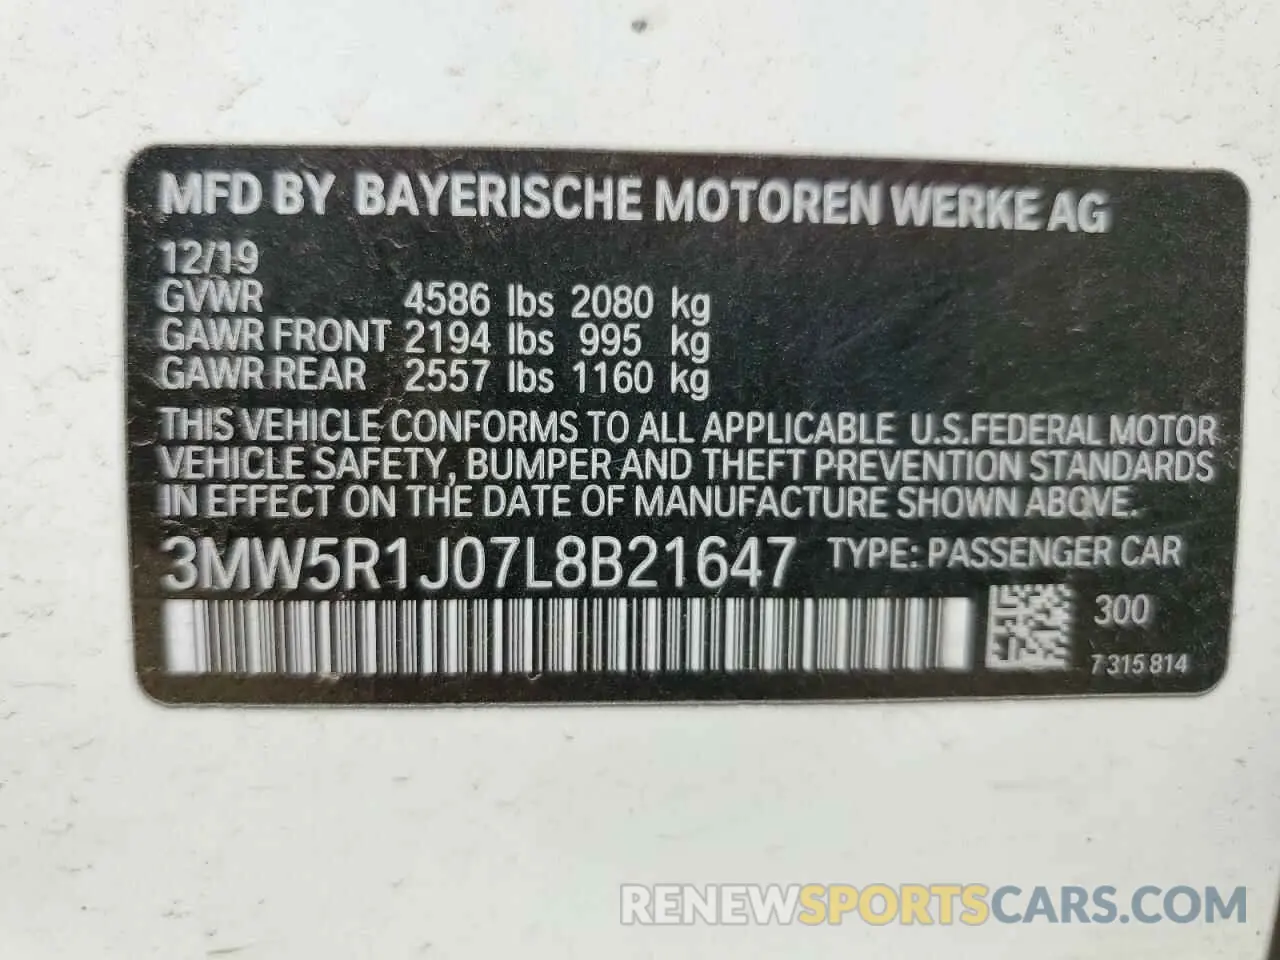 MFD BY BAYERISCHE MOTOREN WERKE AG
12/19
GVWR 4586 lbs 2080 kg
GAWR FRONT 2194 lbs 995 kg
GAWR REAR 2557 lbs 1160 kg
THIS VEHICLE CONFORMS TO ALL APPLICABLE U.S.FEDERAL MOTOR
VEHICLE SAFETY, BUMPER AND THEFT PREVENTION STANDARDS
IN EFFECT ON THE DATE OF MANUFACTURE SHOWN ABOVE.
3MW5R1J07L8B21647 TYPE: PASSENGER CAR
300
7 315 814
RENEWSPORTSCARS.COM